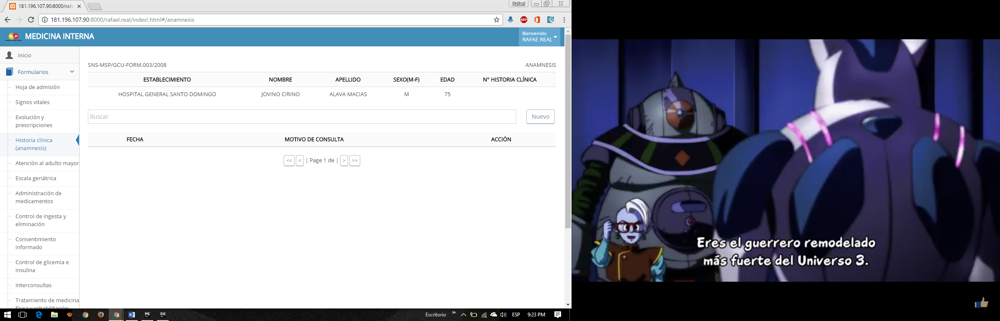 181.196.107.90:8000/rafa
Rafael
181.196.107.90:8000/rafael.real/index!.html#/anamnesis
ABP
MEDICINA INTERNA
Bienvenido
RAFAE REAL
Inicio
Formularios
Hoja de admisión
Signos vitales
Evolución y
prescripciones
Historia clínica
(anamnesis)
Atención al adulto mayor
Escala geriátrica
Administración de
medicamentos
Control de ingesta y
eliminación
Consentimiento
informado
Control de glicemia e
insulina
Interconsultas
Tratamiento de medicina
física y rehabilitación
SNS-MSP/GCU-FORM.003/2008 ANAMNESIS
ESTABLECIMIENTO NOMBRE APELLIDO SEXO(M-F) EDAD N° HISTORIA CLÍNICA
HOSPITAL GENERAL SANTO DOMINGO JOVINO CIRINO ALAVA MACIAS M 75
Buscar Nuevo
FECHA MOTIVO DE CONSULTA ACCIÓN
<< < | Page 1 de | > >>
Eres el guerrero remodelado
más fuerte del Universo 3.
PS DG Escritorio » ESP 9:23 PM